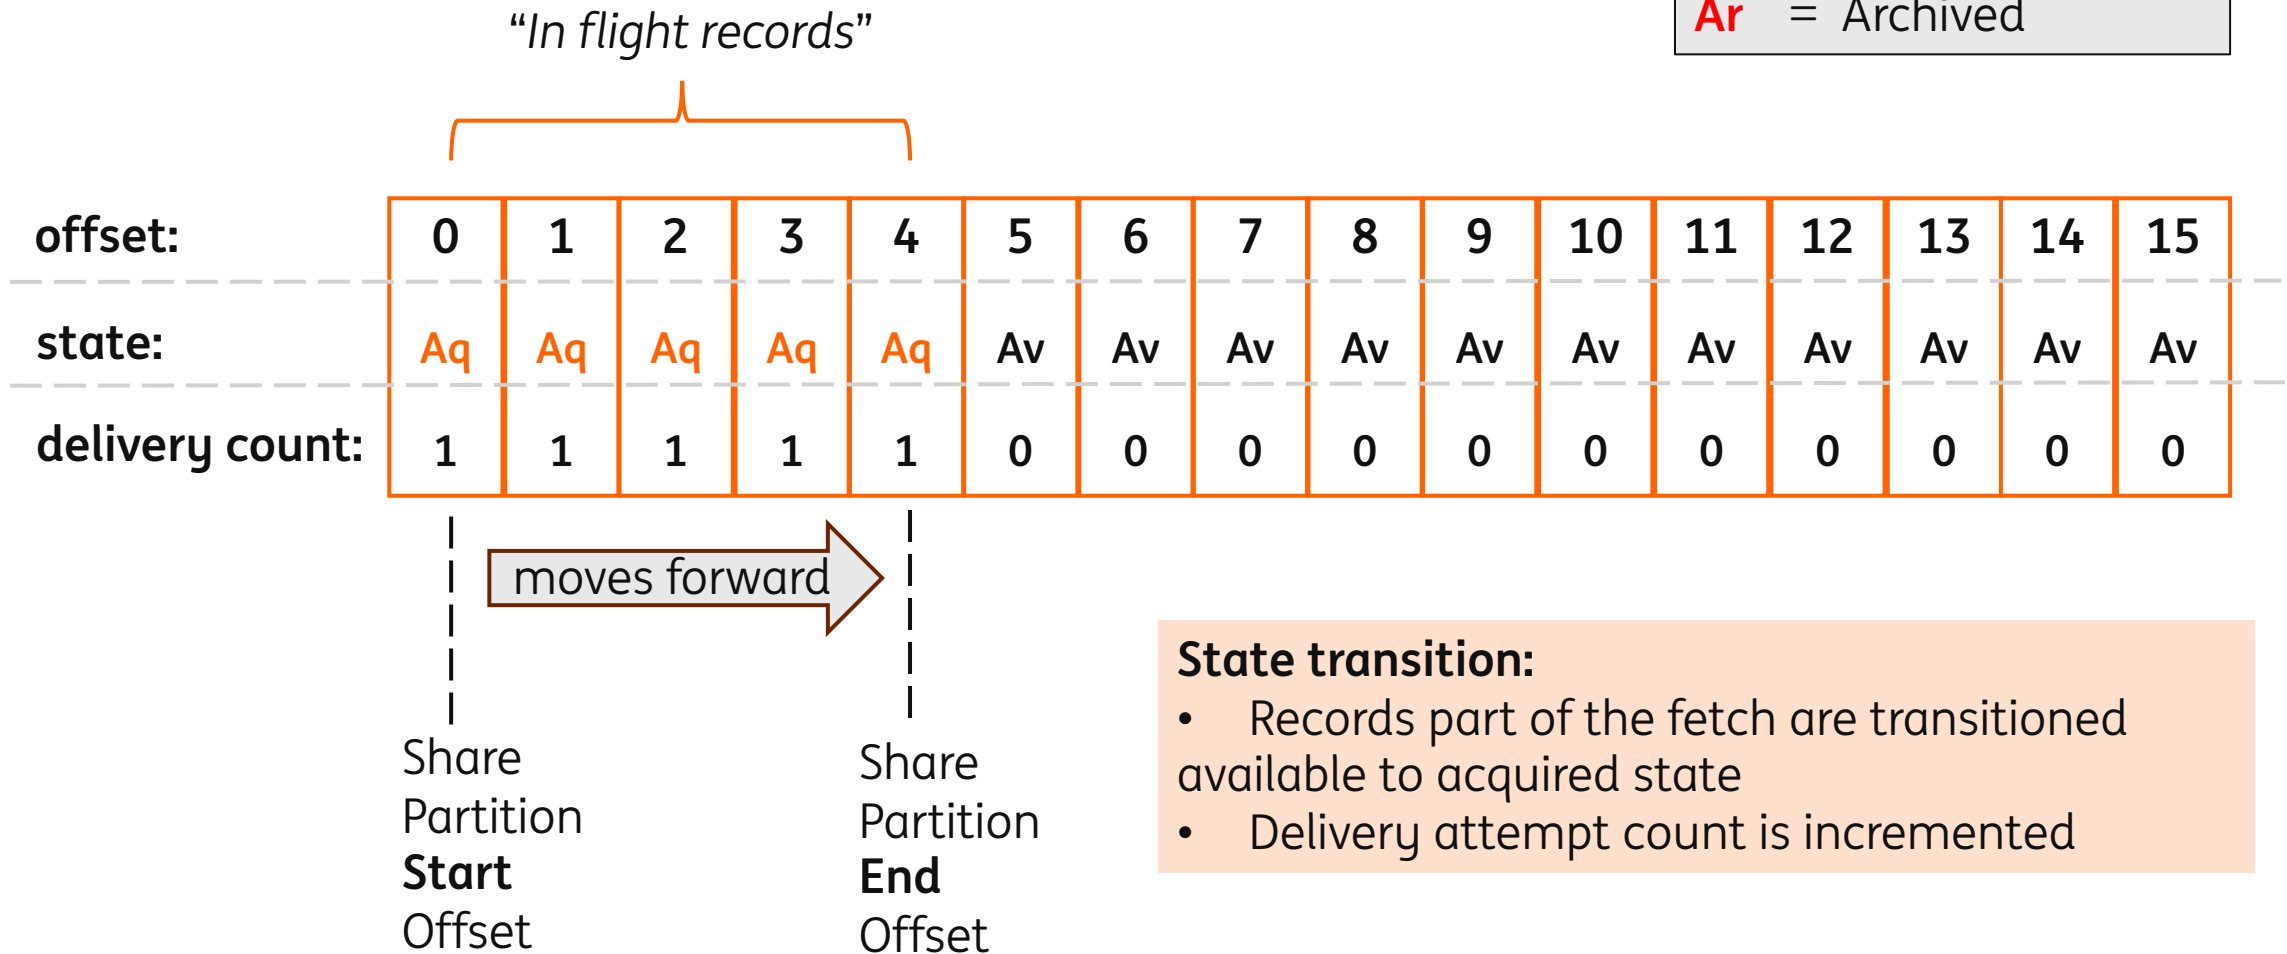 “In flight records”
Ar = Archived
offset: 0 1 2 3 4 5 6 7 8 9 10 11 12 13 14 15
state: Aq Aq Aq Aq Aq Av Av Av Av Av Av Av Av Av Av Av
delivery count: 1 1 1 1 1 0 0 0 0 0 0 0 0 0 0 0
moves forward
Share
Partition
Start
Offset
Share
Partition
End
Offset
State transition:
• Records part of the fetch are transitioned
available to acquired state
• Delivery attempt count is incremented